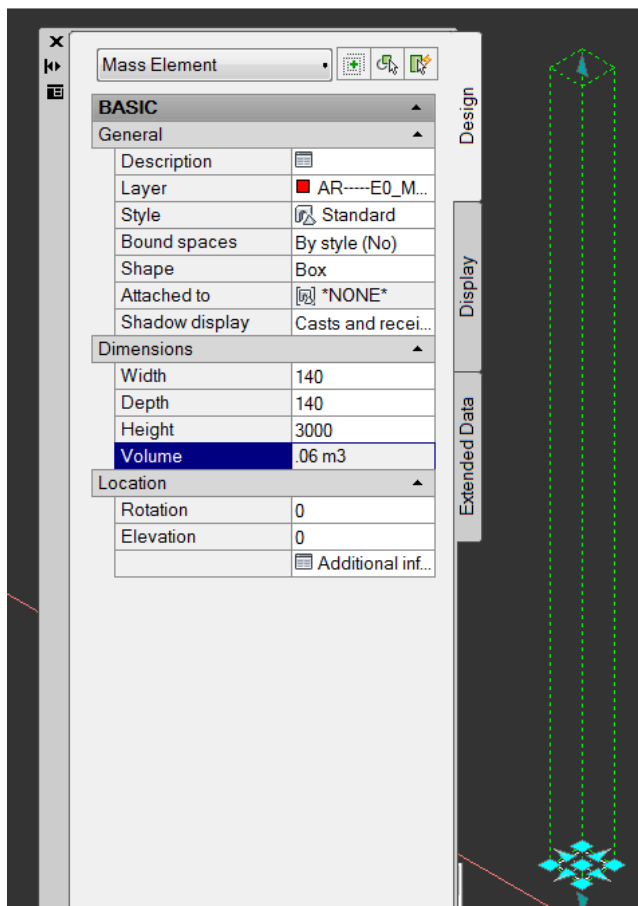 Mass Element
BASIC
General
Description
Layer AR-----E0_M...
Style Standard
Bound spaces By style (No)
Shape Box
Attached to *NONE*
Shadow display Casts and recei...
Dimensions
Width 140
Depth 140
Height 3000
Volume .06 m3
Location
Rotation 0
Elevation 0
Additional inf...
Design
Display
Extended Data